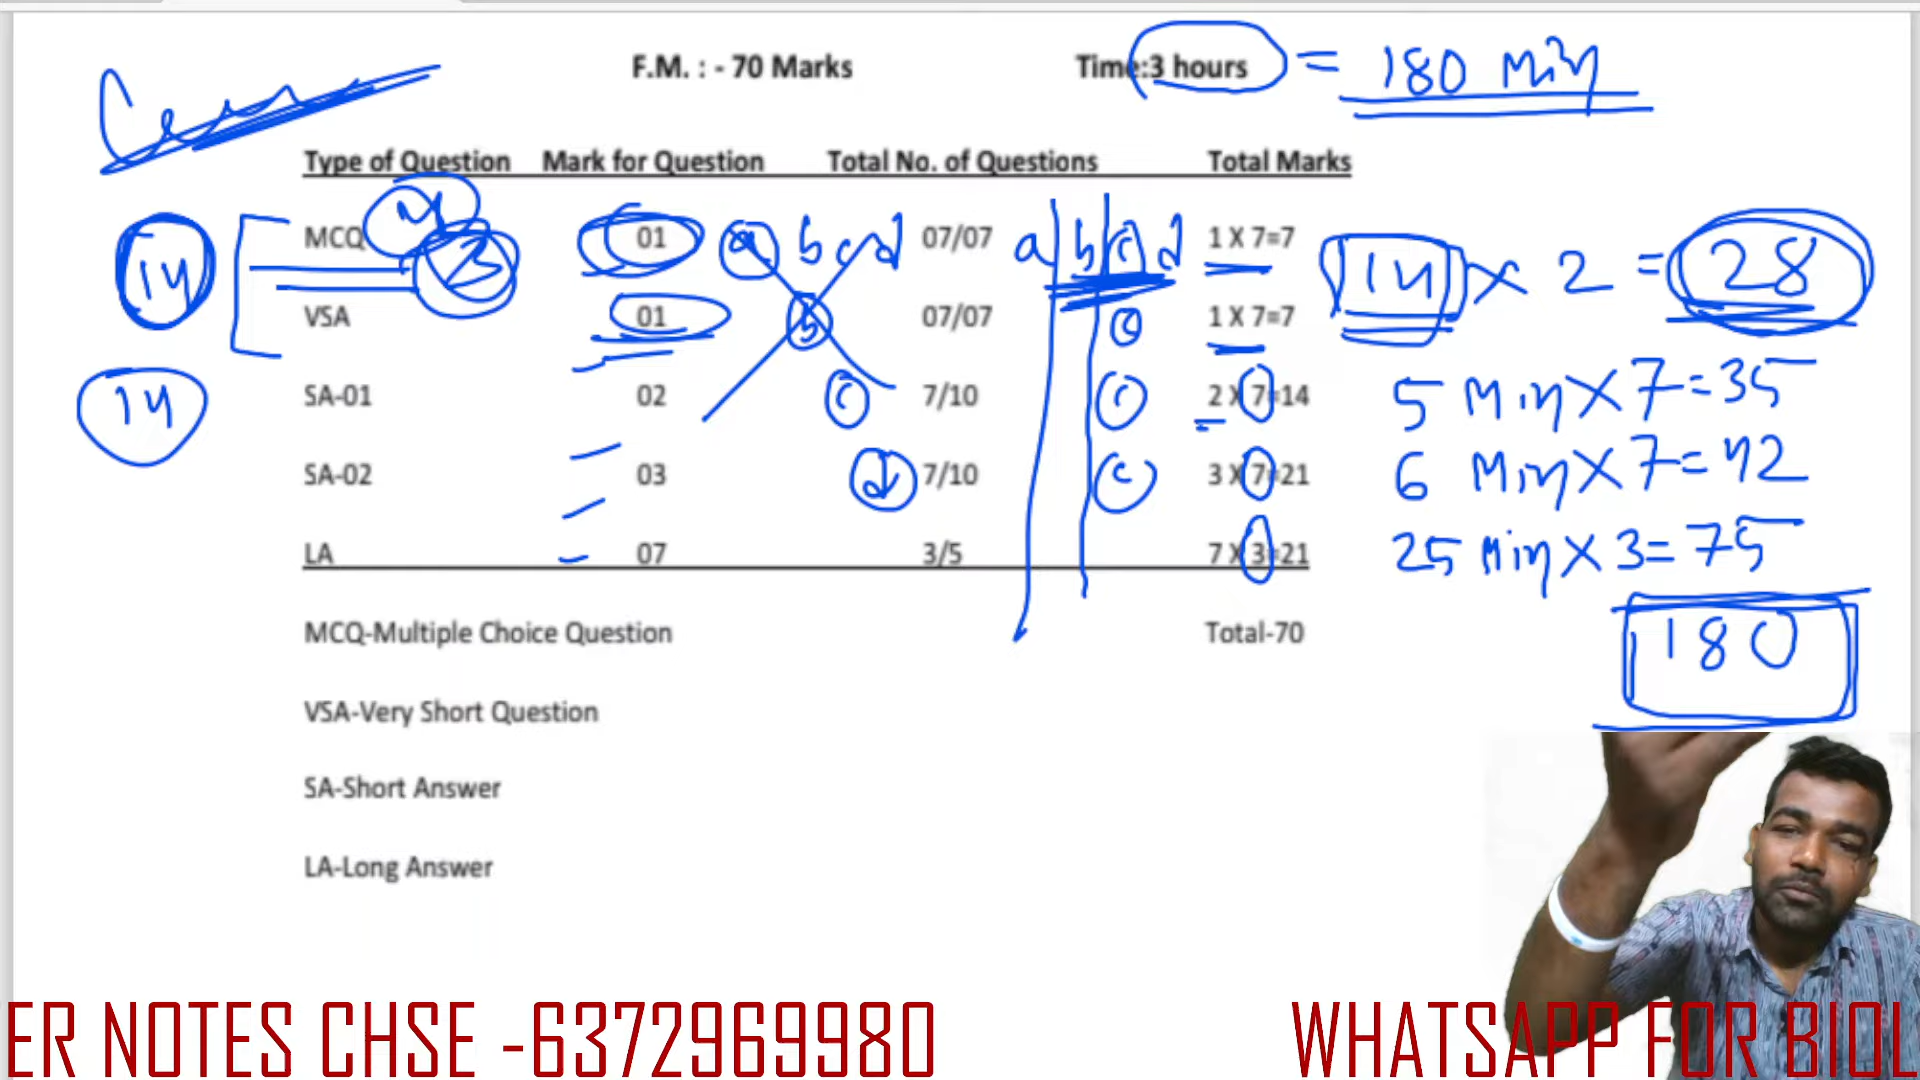 F.M. : - 70 Marks Time:3 hours = 180 Min
Type of Question Mark for Question Total No. of Questions Total Marks
14 MCQ 01 a b c d 07/07 a b c d 1 X 7=7 14 x 2 = 28
VSA 01 b 07/07 c 1 X 7=7
14 SA-01 02 c 7/10 c 2 X 7=14 5 Min X 7=35
SA-02 03 d 7/10 c 3 X 7=21 6 Min X 7=42
LA 07 3/5 7 X 3=21 25 Min X 3=75
MCQ-Multiple Choice Question Total-70 180
VSA-Very Short Question
SA-Short Answer
LA-Long Answer
ER NOTES CHSE -6372969980 WHATSAPP FOR BIOL